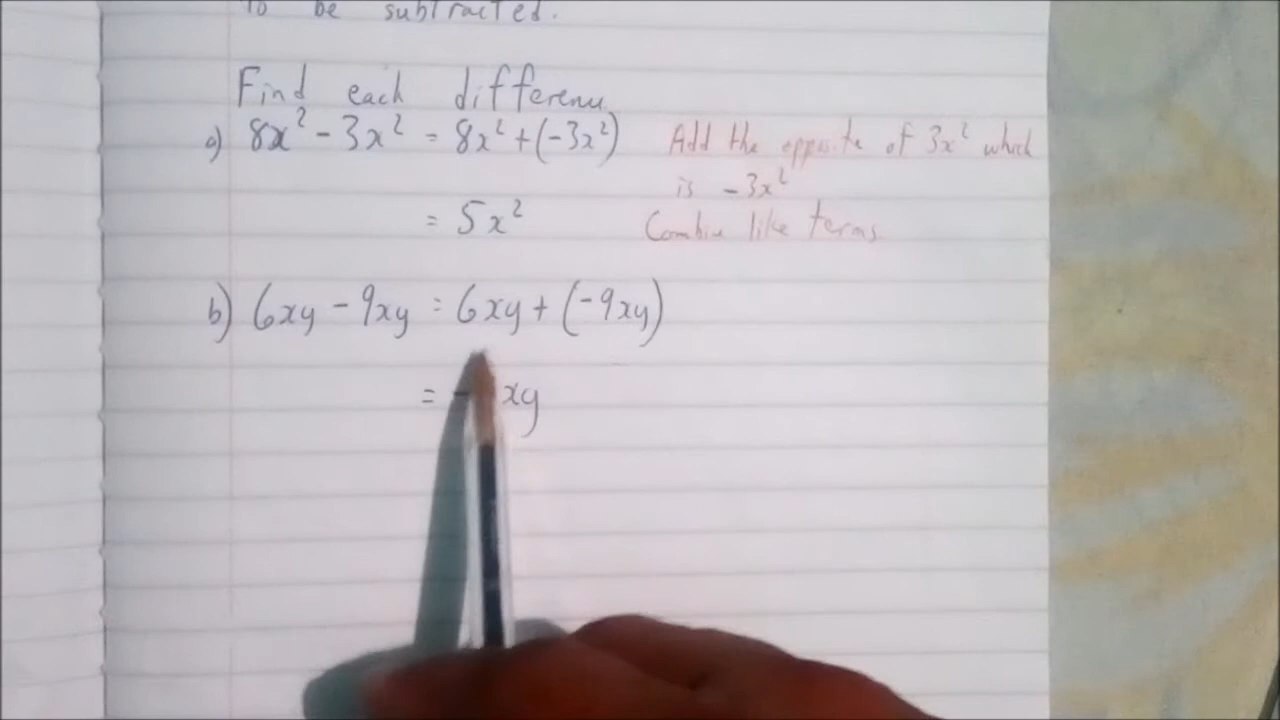 To be subtracted.
Find each difference
a) 8x² - 3x² = 8x² + (-3x²) Add the opposite of 3x² which
is -3x²
= 5x² Combine like terms
b) 6xy - 9xy = 6xy + (-9xy)
= - xy